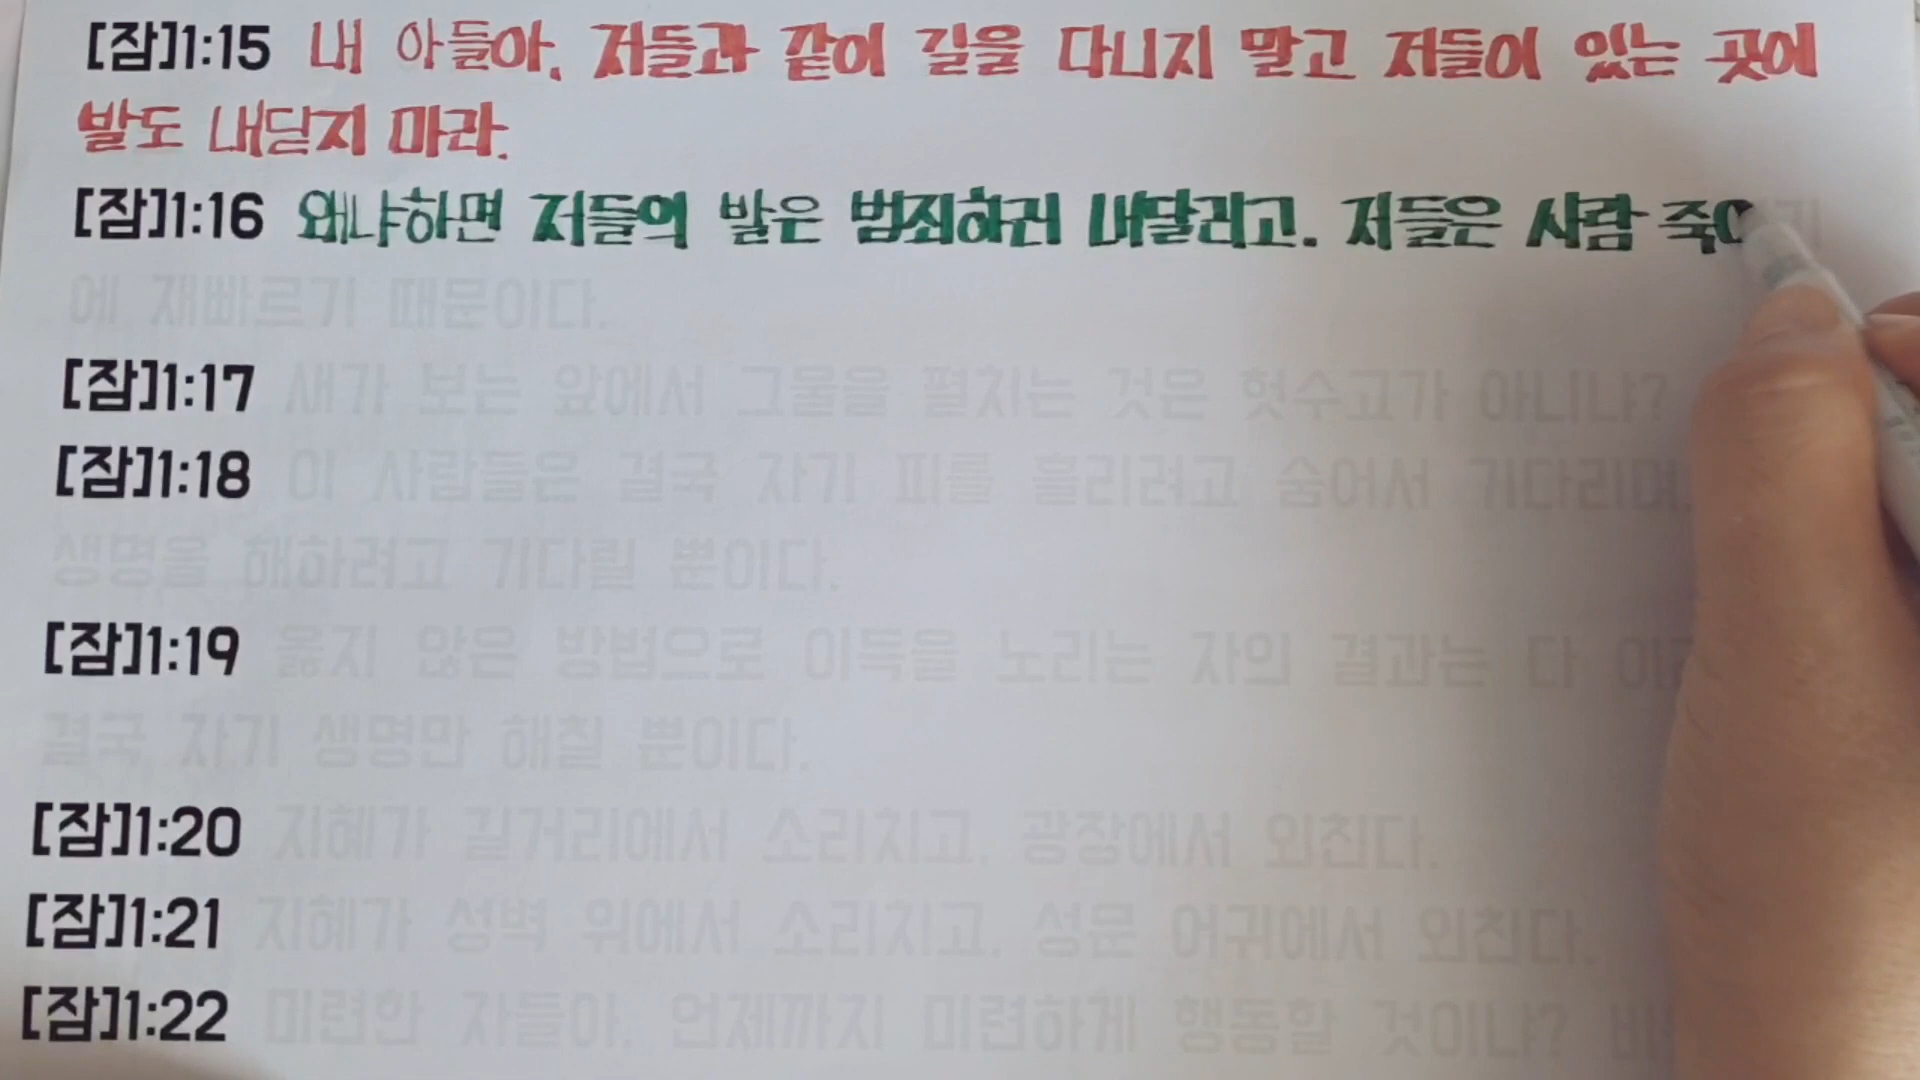 [잠]1:15 내 아들아, 저들과 같이 길을 다니지 말고 저들이 있는 곳에
발도 내딛지 마라.
[잠]1:16 왜냐하면 저들의 발은 범죄하러 내달리고, 저들은 사람
에 재빠르기 때문이다.
[잠]1:17 새가 보는 앞에서 그물을 펼치는 것은 헛수고가 아니냐?
[잠]1:18 이 사람들은 결국 자기 피를 흘리려고 숨어서 기다리며,
생명을 해하려고 기다릴 뿐이다.
[잠]1:19 옳지 않은 방법으로 이득을 노리는 자의 결과는 다
결국 자기 생명만 해칠 뿐이다.
[잠]1:20 지혜가 길거리에서 소리치고, 광장에서 외친다.
[잠]1:21 지혜가 성벽 위에서 소리치고, 성문 어귀에서 외친다.
[잠]1:22 미련한 자들아, 언제까지 미련하게 행동할 것이냐?